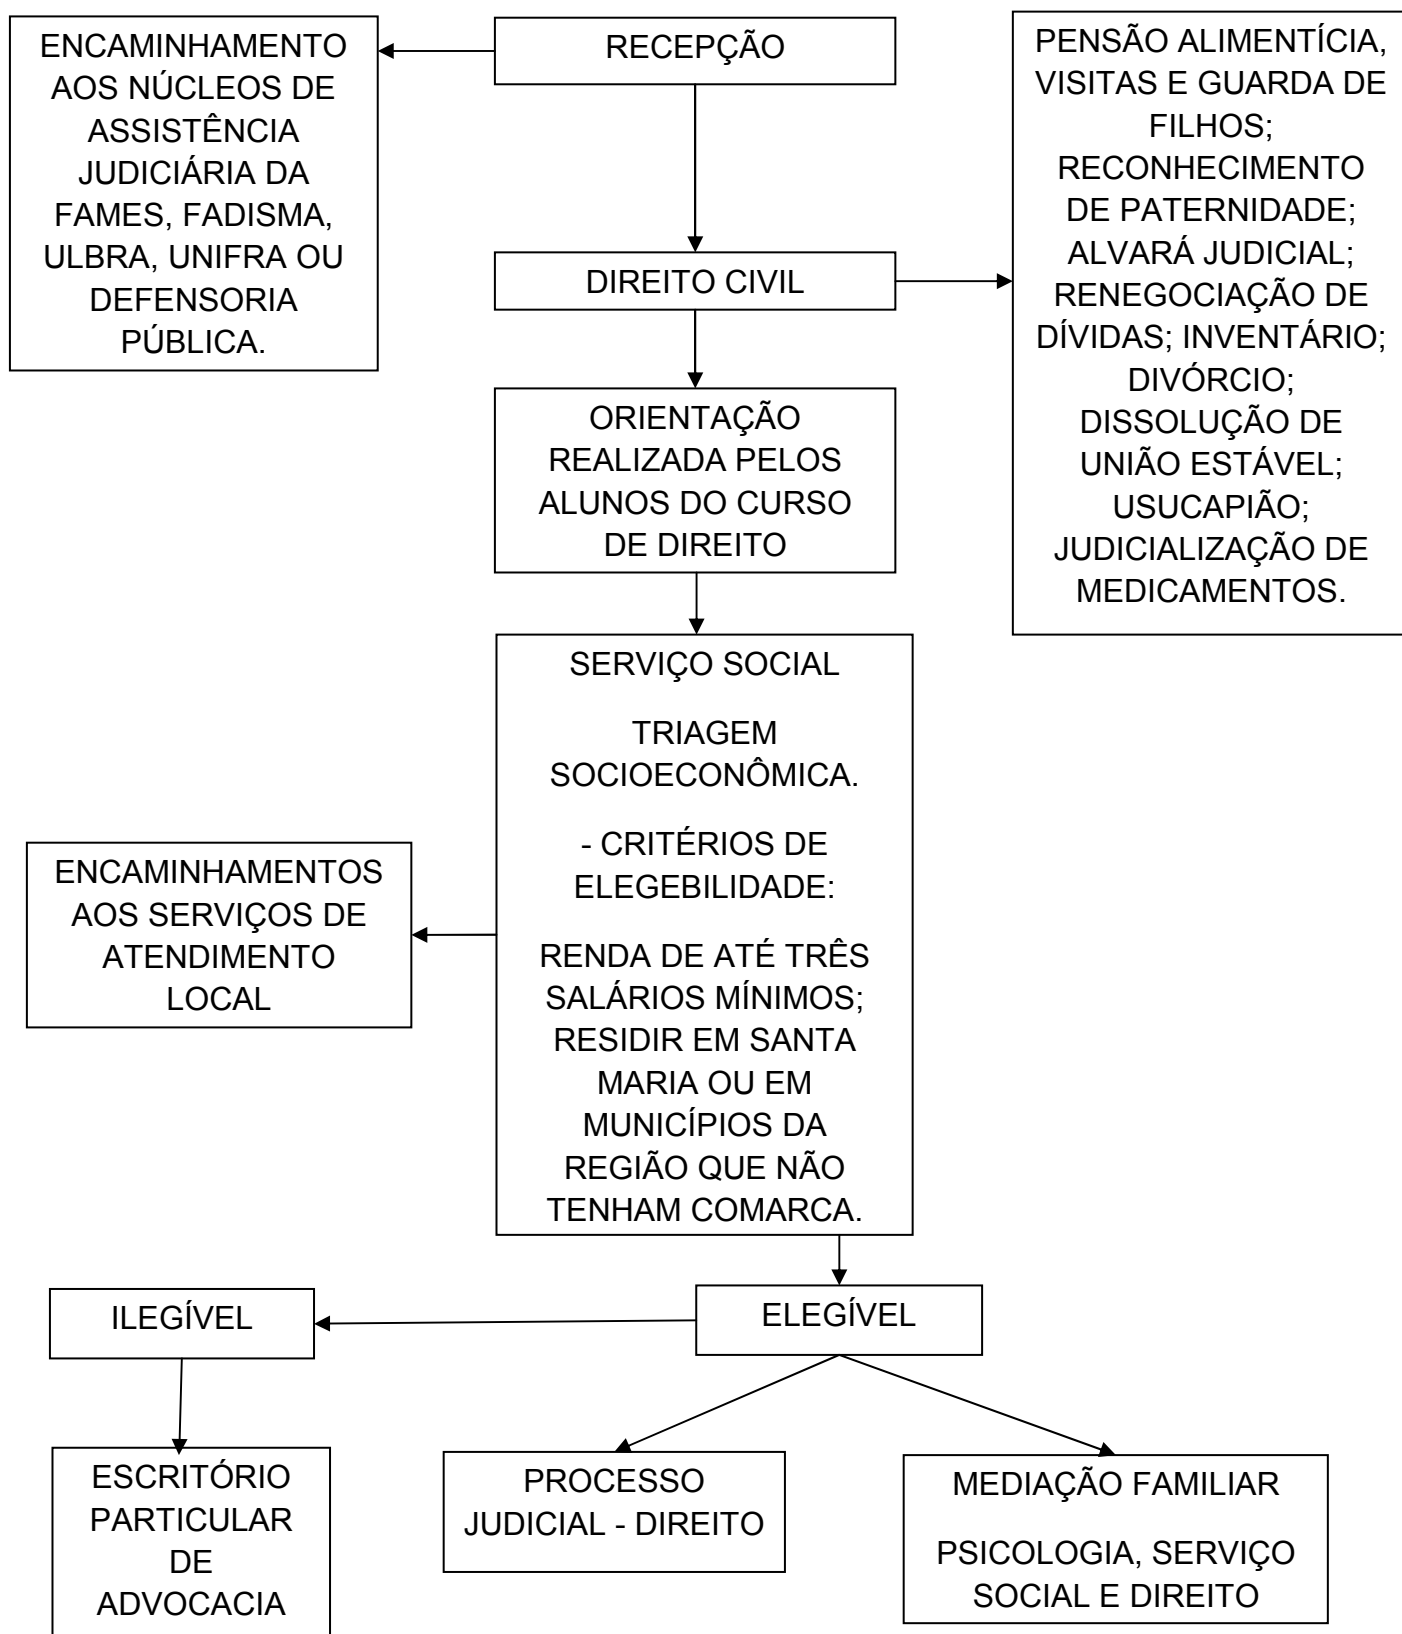 ENCAMINHAMENTO
AOS NÚCLEOS DE
ASSISTÊNCIA
JUDICIÁRIA DA
FAMES, FADISMA,
ULBRA, UNIFRA OU
DEFENSORIA
PÚBLICA.
RECEPÇÃO
PENSÃO ALIMENTÍCIA,
VISITAS E GUARDA DE
FILHOS;
RECONHECIMENTO
DE PATERNIDADE;
ALVARÁ JUDICIAL;
RENEGOCIAÇÃO DE
DÍVIDAS; INVENTÁRIO;
DIVÓRCIO;
DISSOLUÇÃO DE
UNIÃO ESTÁVEL;
USUCAPIÃO;
JUDICIALIZAÇÃO DE
MEDICAMENTOS.
DIREITO CIVIL
ORIENTAÇÃO
REALIZADA PELOS
ALUNOS DO CURSO
DE DIREITO
SERVIÇO SOCIAL
TRIAGEM
SOCIOECONÔMICA.
- CRITÉRIOS DE
ELEGEBILIDADE:
RENDA DE ATÉ TRÊS
SALÁRIOS MÍNIMOS;
RESIDIR EM SANTA
MARIA OU EM
MUNICÍPIOS DA
REGIÃO QUE NÃO
TENHAM COMARCA.
ENCAMINHAMENTOS
AOS SERVIÇOS DE
ATENDIMENTO
LOCAL
ILEGÍVEL
ELEGÍVEL
ESCRITÓRIO
PARTICULAR
DE
ADVOCACIA
PROCESSO
JUDICIAL - DIREITO
MEDIAÇÃO FAMILIAR
PSICOLOGIA, SERVIÇO
SOCIAL E DIREITO